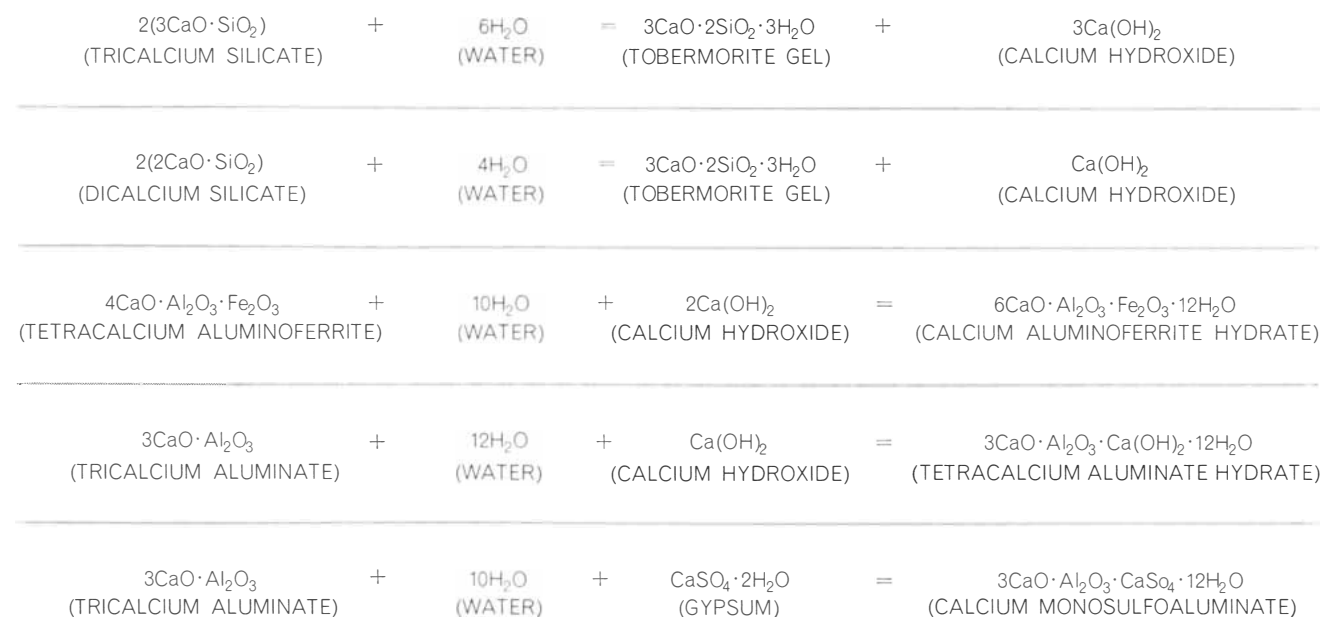 2(3CaO·SiO₂) + 6H₂O = 3CaO·2SiO₂·3H₂O + 3Ca(OH)₂
(TRICALCIUM SILICATE) (WATER) (TOBERMORITE GEL) (CALCIUM HYDROXIDE)
2(2CaO·SiO₂) + 4H₂O = 3CaO·2SiO₂·3H₂O + Ca(OH)₂
(DICALCIUM SILICATE) (WATER) (TOBERMORITE GEL) (CALCIUM HYDROXIDE)
4CaO·Al₂O₃·Fe₂O₃ + 10H₂O + 2Ca(OH)₂ = 6CaO·Al₂O₃·Fe₂O₃·12H₂O
(TETRACALCIUM ALUMINOFERRITE) (WATER) (CALCIUM HYDROXIDE) (CALCIUM ALUMINOFERRITE HYDRATE)
3CaO·Al₂O₃ + 12H₂O + Ca(OH)₂ = 3CaO·Al₂O₃·Ca(OH)₂·12H₂O
(TRICALCIUM ALUMINATE) (WATER) (CALCIUM HYDROXIDE) (TETRACALCIUM ALUMINATE HYDRATE)
3CaO·Al₂O₃ + 10H₂O + CaSO₄·2H₂O = 3CaO·Al₂O₃·CaSo₄·12H₂O
(TRICALCIUM ALUMINATE) (WATER) (GYPSUM) (CALCIUM MONOSULFOALUMINATE)